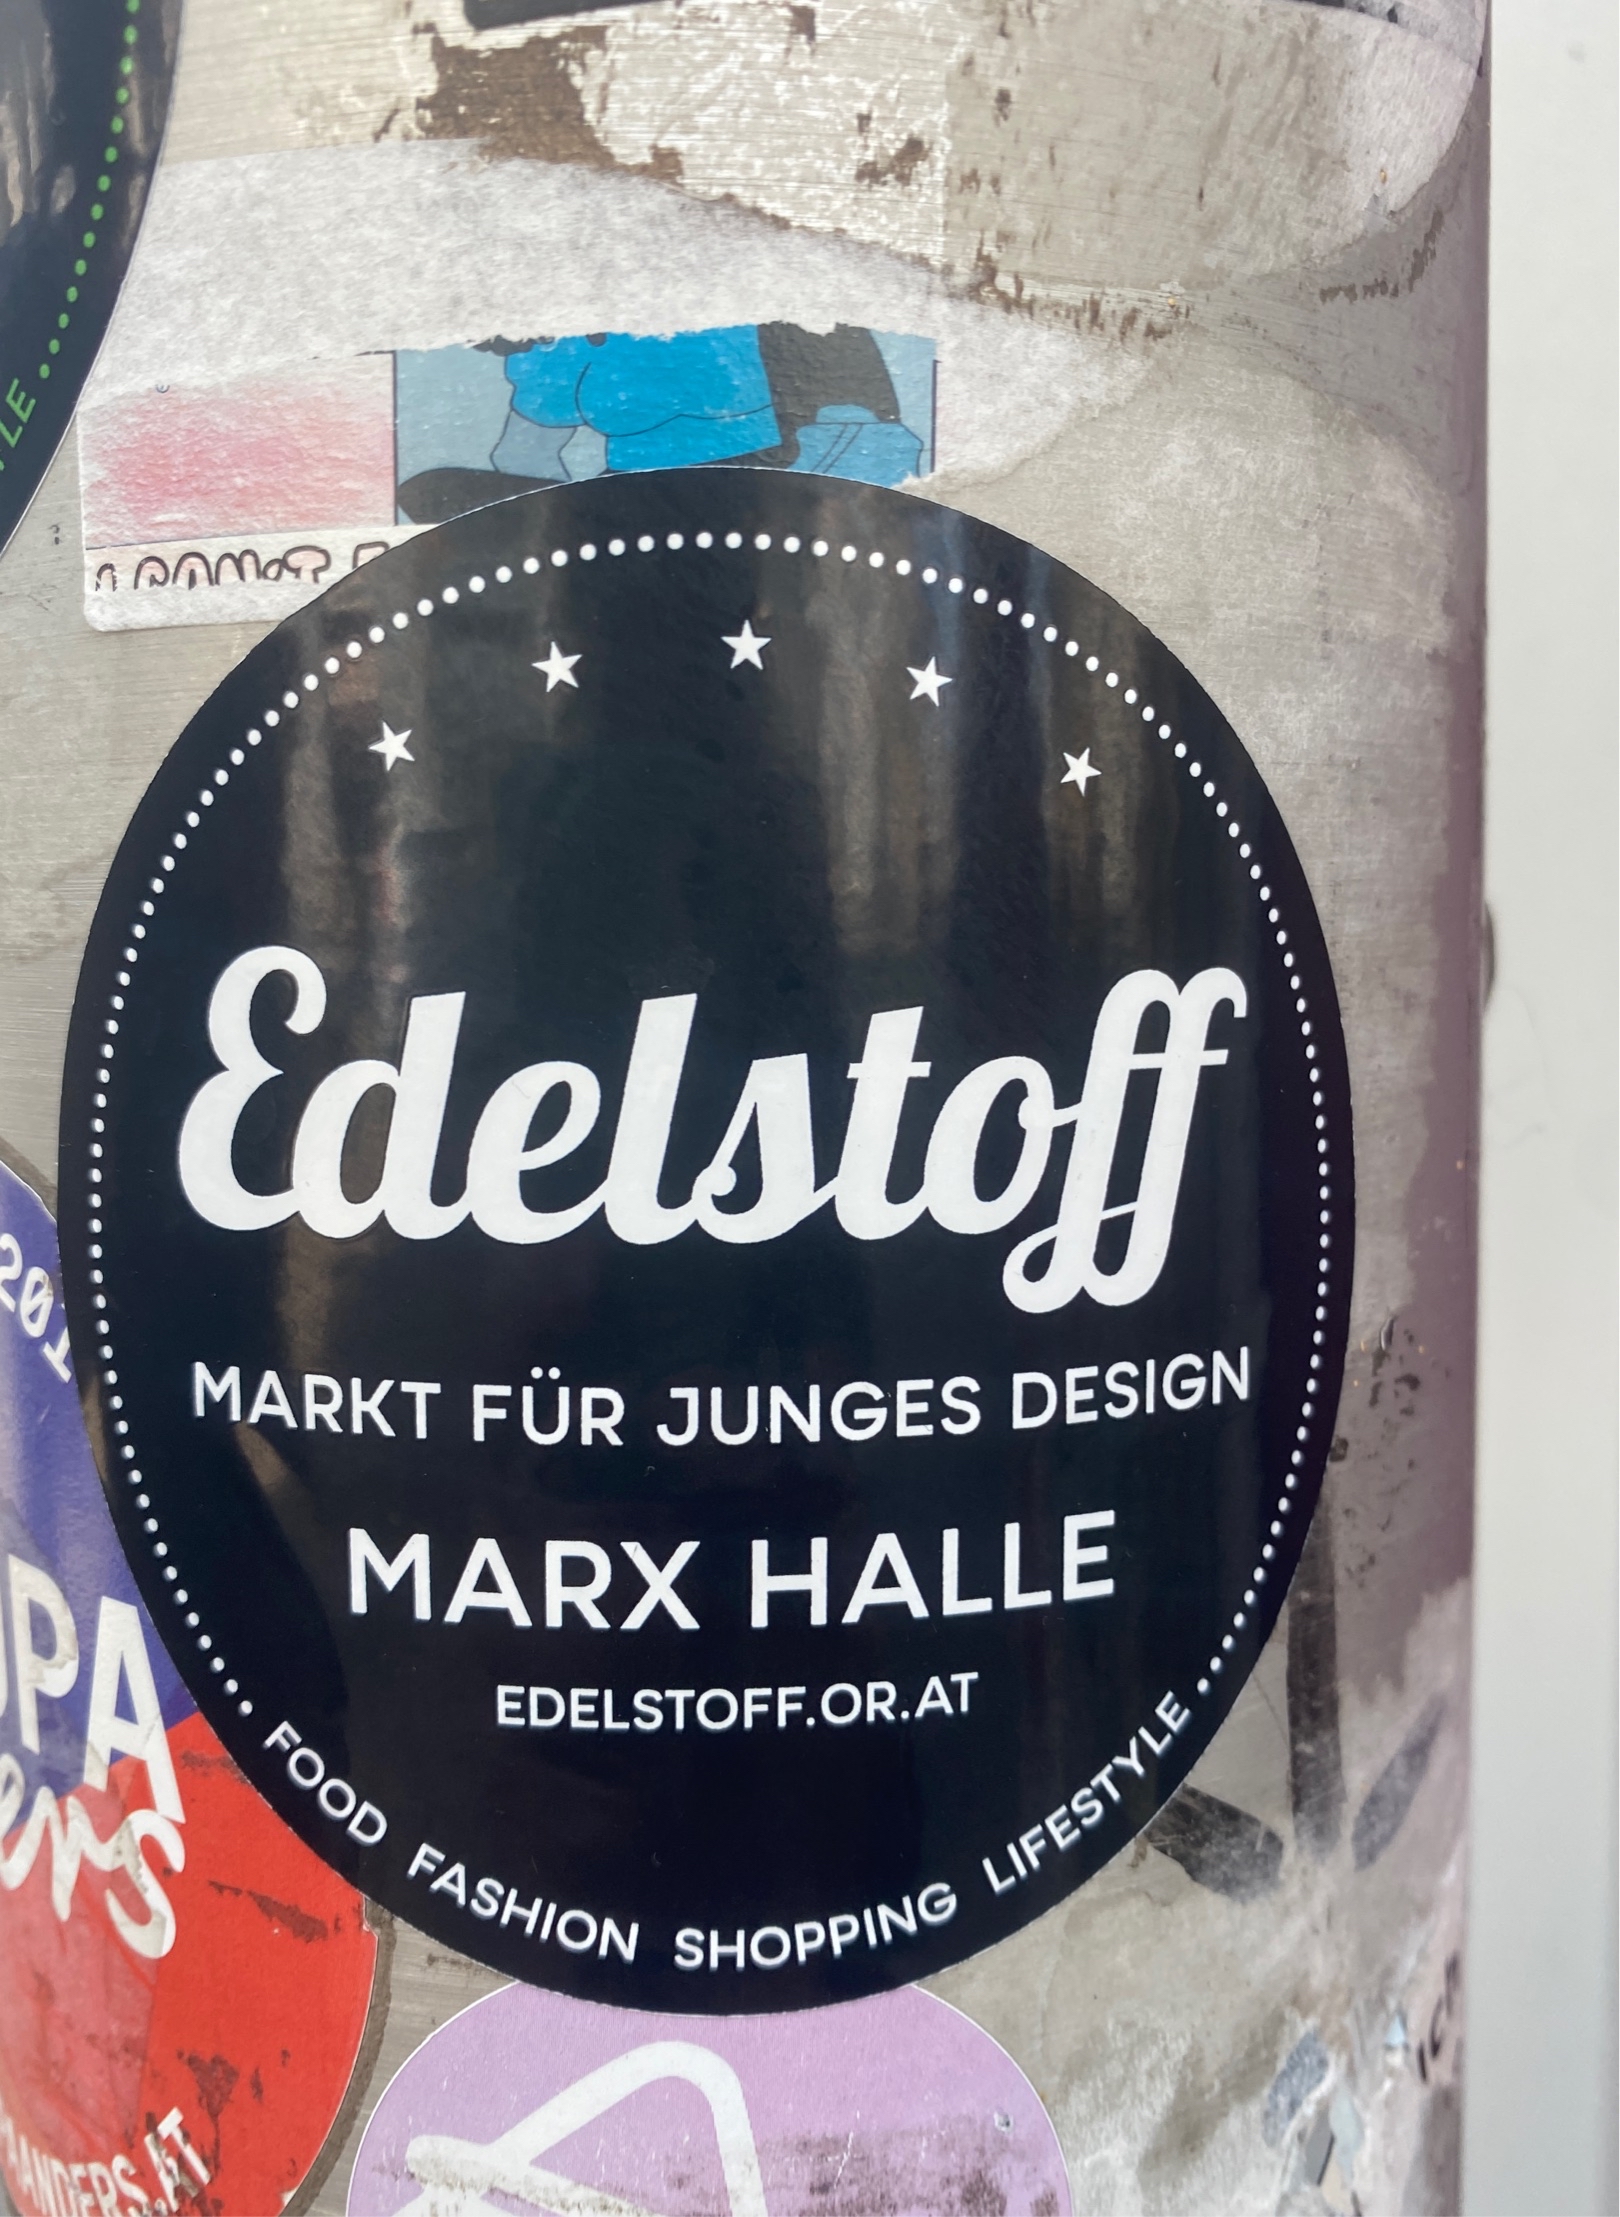 Edelstoff
MARKT FÜR JUNGES DESIGN
MARX HALLE
EDELSTOFF.OR.AT
FOOD FASHION SHOPPING LIFESTYLE